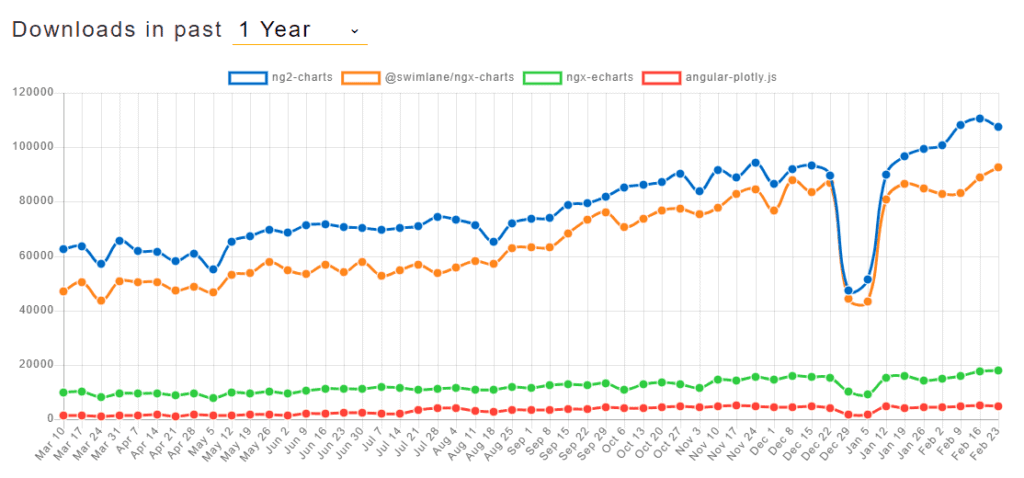 Downloads in past 1 Year
ng2-charts @swimlane/ngx-charts ngx-echarts angular-plotly.js
120000
100000
80000
60000
40000
20000
0
Mar 10 Mar 17 Mar 24 Mar 31 Apr 7 Apr 14 Apr 21 Apr 28 May 5 May 12 May 19 May 26 Jun 2 Jun 9 Jun 16 Jun 23 Jun 30 Jul 7 Jul 14 Jul 21 Jul 28 Aug 4 Aug 11 Aug 18 Aug 25 Sep 1 Sep 8 Sep 15 Sep 22 Sep 29 Oct 6 Oct 13 Oct 20 Oct 27 Nov 3 Nov 10 Nov 17 Nov 24 Dec 1 Dec 8 Dec 15 Dec 22 Dec 29 Jan 5 Jan 12 Jan 19 Jan 26 Feb 2 Feb 9 Feb 16 Feb 23